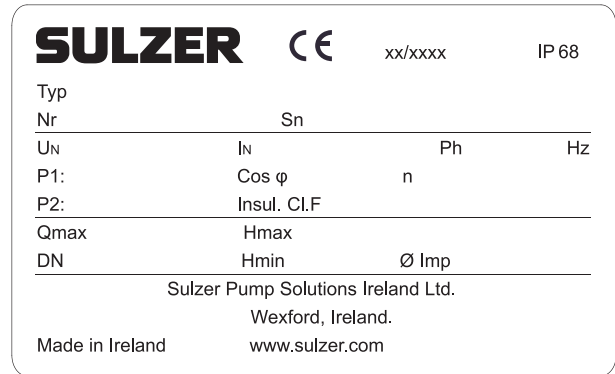 SULZER CE xx/xxxx IP 68
Typ
Nr Sn
UN IN Ph Hz
P1: Cos φ n
P2: Insul. Cl.F
Qmax Hmax
DN Hmin Ø Imp
Sulzer Pump Solutions Ireland Ltd.
Wexford, Ireland.
Made in Ireland www.sulzer.com